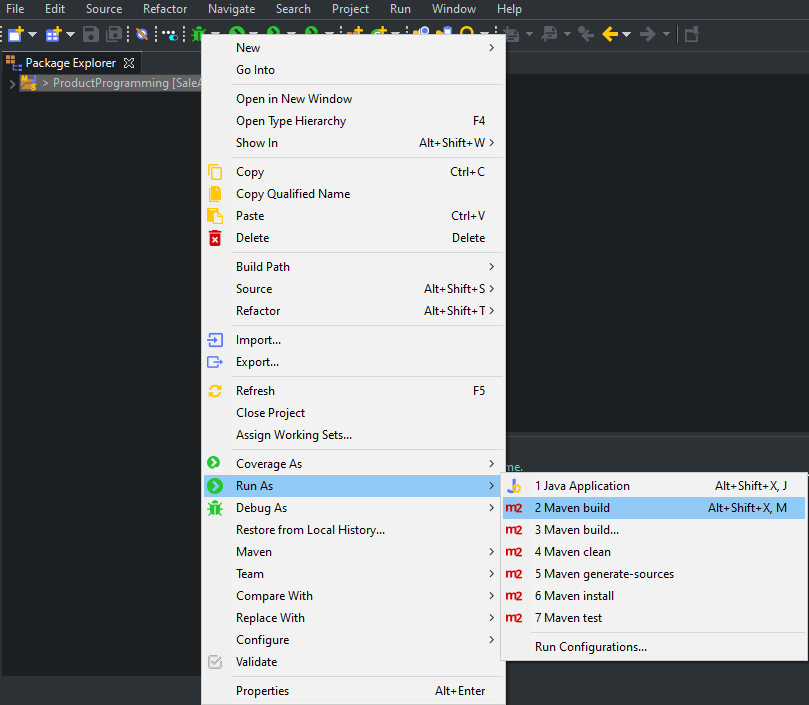 File Edit Source Refactor Navigate Search Project Run Window Help
Package Explorer
> ProductProgramming [Sale
New
Go Into
Open in New Window
Open Type Hierarchy F4
Show In Alt+Shift+W >
Copy Ctrl+C
Copy Qualified Name
Paste Ctrl+V
Delete Delete
Build Path
Source Alt+Shift+S >
Refactor Alt+Shift+T >
Import...
Export...
Refresh F5
Close Project
Assign Working Sets...
Coverage As
me.
Run As
1 Java Application Alt+Shift+X, J
Debug As
m2 2 Maven build Alt+Shift+X, M
Restore from Local History...
m2 3 Maven build...
Maven
m2 4 Maven clean
Team
m2 5 Maven generate-sources
Compare With
m2 6 Maven install
Replace With
m2 7 Maven test
Configure
Run Configurations...
Validate
Properties Alt+Enter